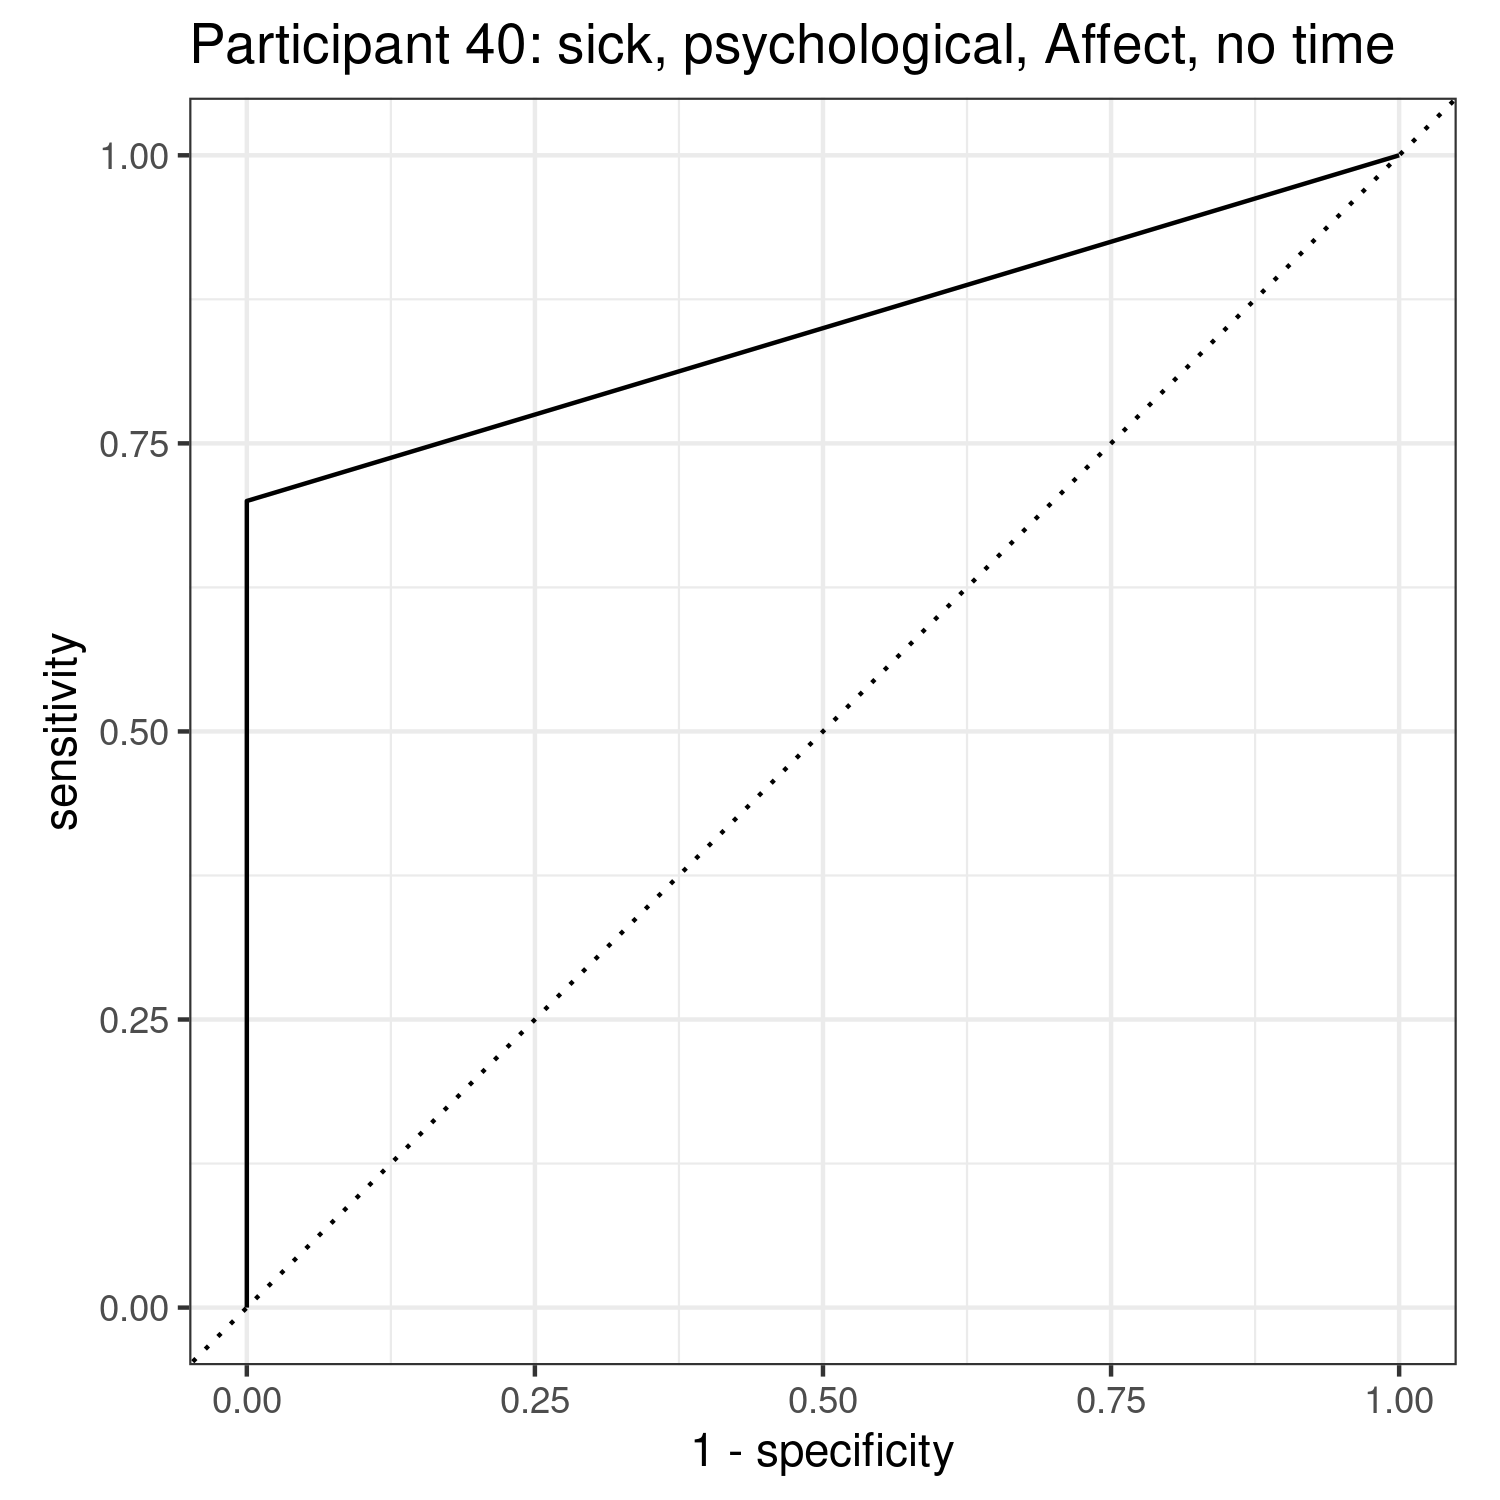 Participant 40: sick, psychological, Affect, no time
1.00
0.75
0.50
0.25
0.00
sensitivity
0.00 0.25 0.50 0.75 1.00
1 - specificity